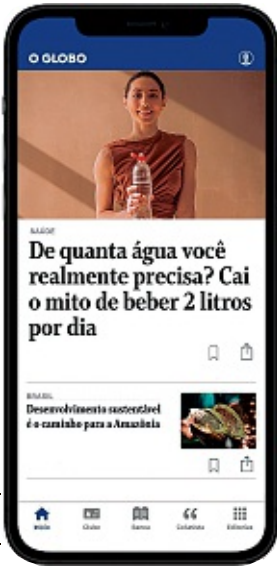 O GLOBO
SAÚDE
De quanta água você
realmente precisa? Cai
o mito de beber 2 litros
por dia
BRASIL
Desenvolvimento sustentável
é o caminho para a Amazônia
Início
Clube
Banca
Colunistas
Editorias